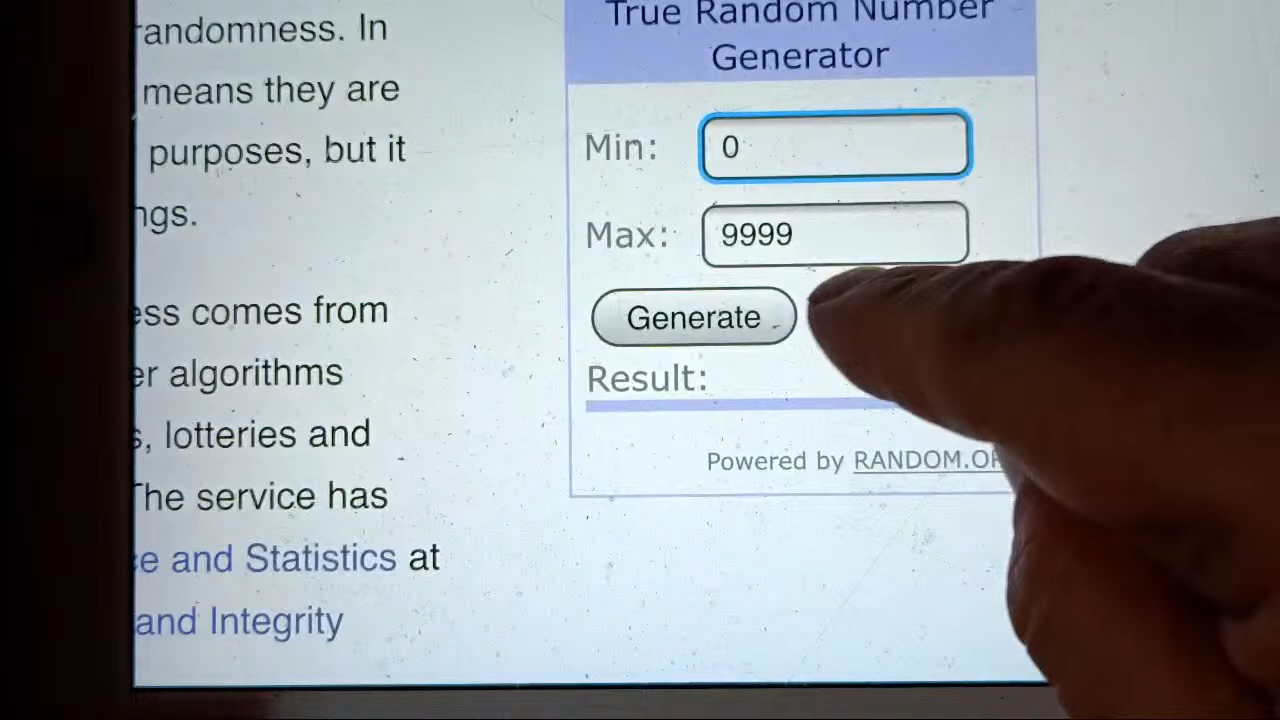 randomness. In
means they are
purposes, but it
ngs.
ess comes from
er algorithms
s, lotteries and
The service has
ce and Statistics at
and Integrity
True Random Number
Generator
Min: 0
Max: 9999
Generate
Result:
Powered by RANDOM.OR